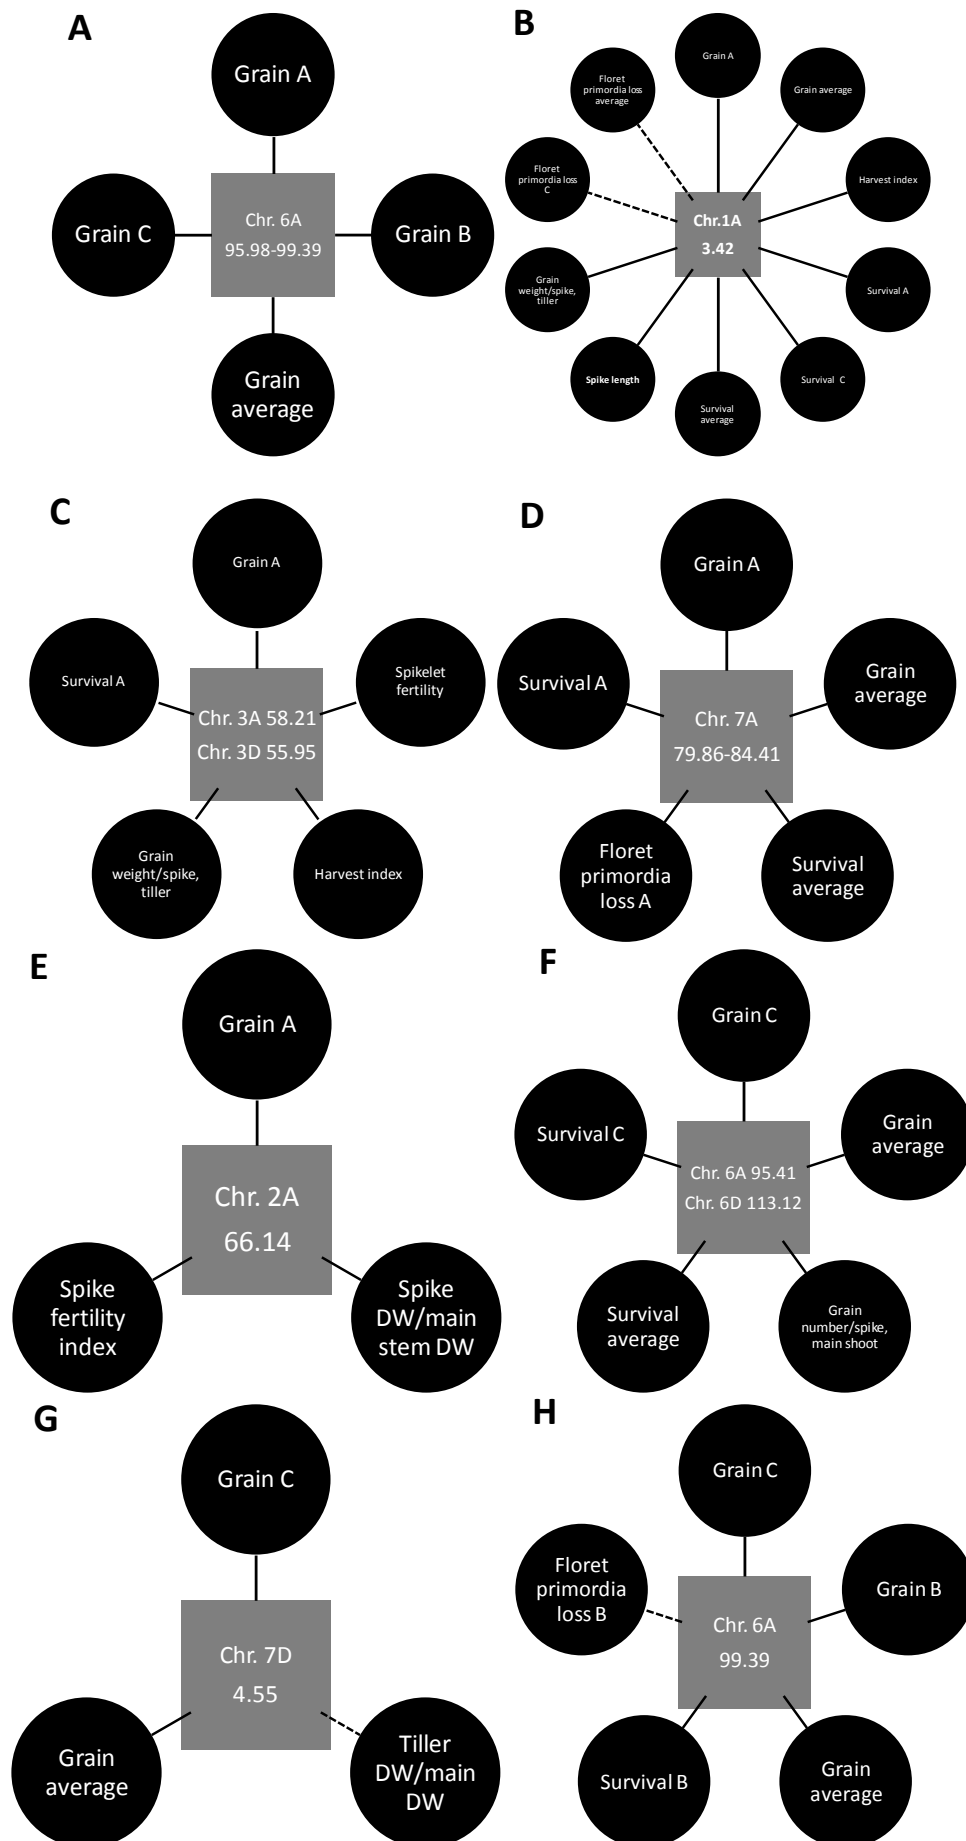 A
Grain A
Grain C
Chr. 6A
95.98-99.39
Grain B
Grain
average
B
Grain A
Floret
primordia loss
average
Grain average
Floret
primordia loss
C
Harvest index
Chr.1A
3.42
Grain
weight/spike,
tiller
Survival A
Spike length
Survival C
Survival
average
C
Grain A
Survival A
Spikelet
fertility
Chr. 3A 58.21
Chr. 3D 55.95
Grain
weight/spike,
tiller
Harvest index
D
Grain A
Survival A
Grain
average
Chr. 7A
79.86-84.41
Floret
primordia
loss A
Survival
average
E
Grain A
Chr. 2A
66.14
Spike
fertility
index
Spike
DW/main
stem DW
F
Grain C
Survival C
Grain
average
Chr. 6A 95.41
Chr. 6D 113.12
Survival
average
Grain
number/spike,
main shoot
G
Grain C
Chr. 7D
4.55
Grain
average
Tiller
DW/main
DW
H
Grain C
Floret
primordia
loss B
Grain B
Chr. 6A
99.39
Survival B
Grain
average